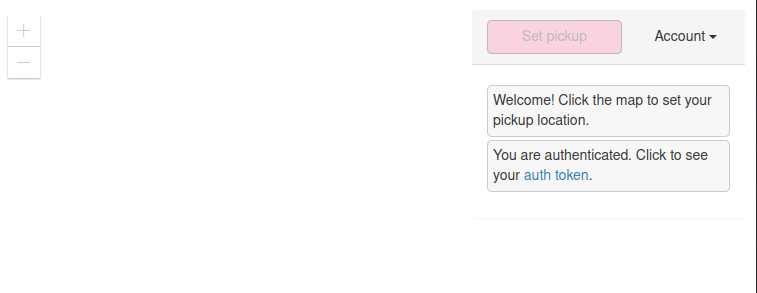 +
Set pickup
Account
−
Welcome! Click the map to set your
pickup location.
You are authenticated. Click to see
your auth token.